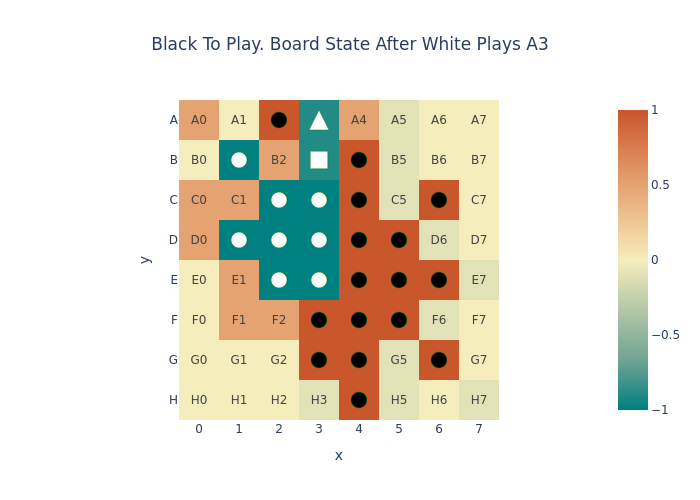 Black To Play. Board State After White Plays A3
A A0 A1 A4 A5 A6 A7
B B0 B2 B5 B6 B7
C C0 C1 C5 C7
D D0 D6 D7
E E0 E1 E7
F F0 F1 F2 F6 F7
G G0 G1 G2 G5 G7
H H0 H1 H2 H3 H5 H6 H7
0 1 2 3 4 5 6 7
x
y
1
0.5
0
−0.5
−1